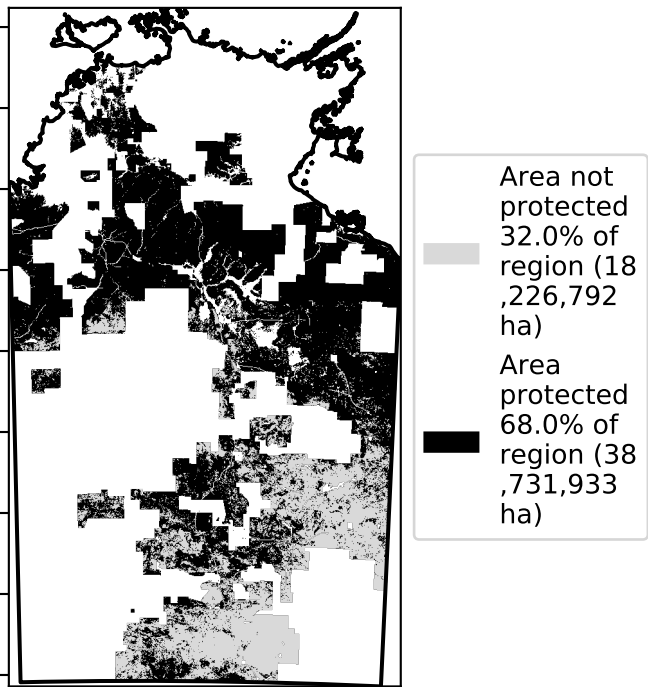 Area not
protected
32.0% of
region (18
,226,792
ha)
Area
protected
68.0% of
region (38
,731,933
ha)